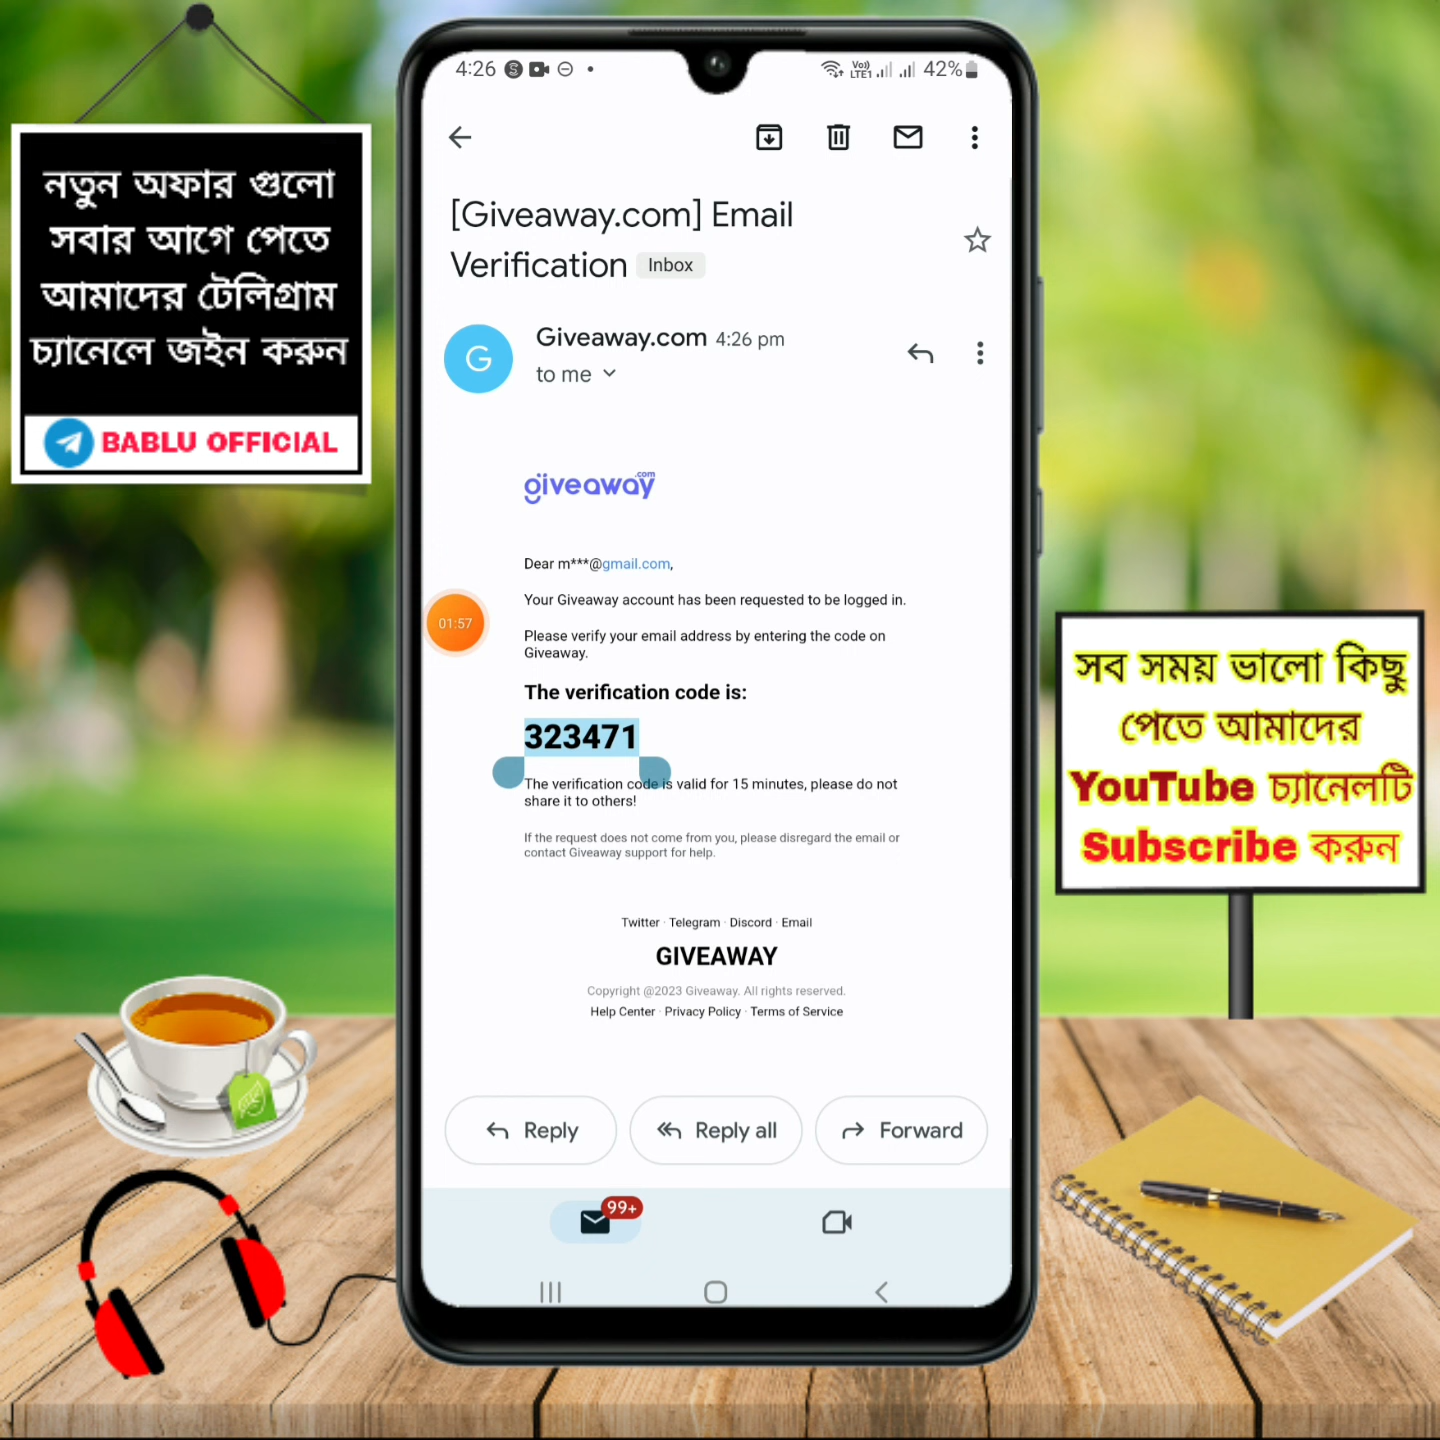 নতুন অফার গুলো
সবার আগে পেতে
আমাদের টেলিগ্রাম
চ্যানেলে জইন করুন
BABLU OFFICIAL
4:26
Vo))
LTE1
42%
[Giveaway.com] Email
Verification Inbox
G
Giveaway.com 4:26 pm
to me
giveaway.com
Dear m***@gmail.com,
Your Giveaway account has been requested to be logged in.
01:57
Please verify your email address by entering the code on
Giveaway.
The verification code is:
323471
The verification code is valid for 15 minutes, please do not
share it to others!
If the request does not come from you, please disregard the email or
contact Giveaway support for help.
Twitter · Telegram · Discord · Email
GIVEAWAY
Copyright @2023 Giveaway. All rights reserved.
Help Center · Privacy Policy · Terms of Service
Reply
Reply all
Forward
99+
সব সময় ভালো কিছু
পেতে আমাদের
YouTube চ্যানেলটি
Subscribe করুন